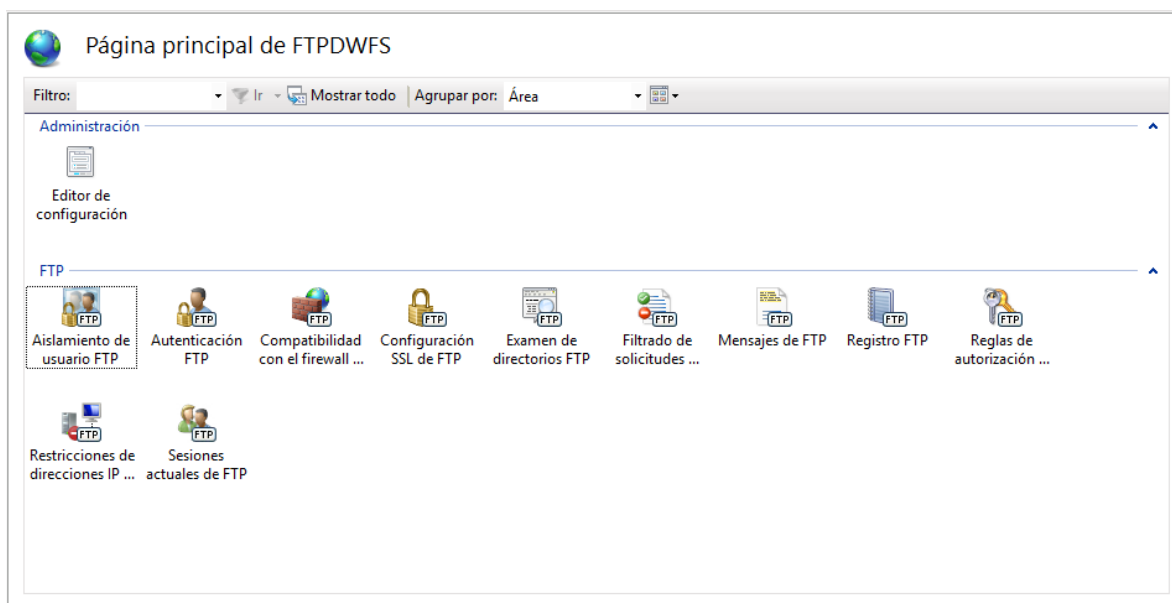 Página principal de FTPDWFS
Filtro: Ir Mostrar todo Agrupar por: Área
Administración
Editor de
configuración
FTP
Aislamiento de
usuario FTP
Autenticación
FTP
Compatibilidad
con el firewall ...
Configuración
SSL de FTP
Examen de
directorios FTP
Filtrado de
solicitudes ...
Mensajes de FTP
Registro FTP
Reglas de
autorización ...
Restricciones de
direcciones IP ...
Sesiones
actuales de FTP
FTP
FTP
FTP
FTP
FTP
FTP
FTP
FTP
FTP
FTP
FTP